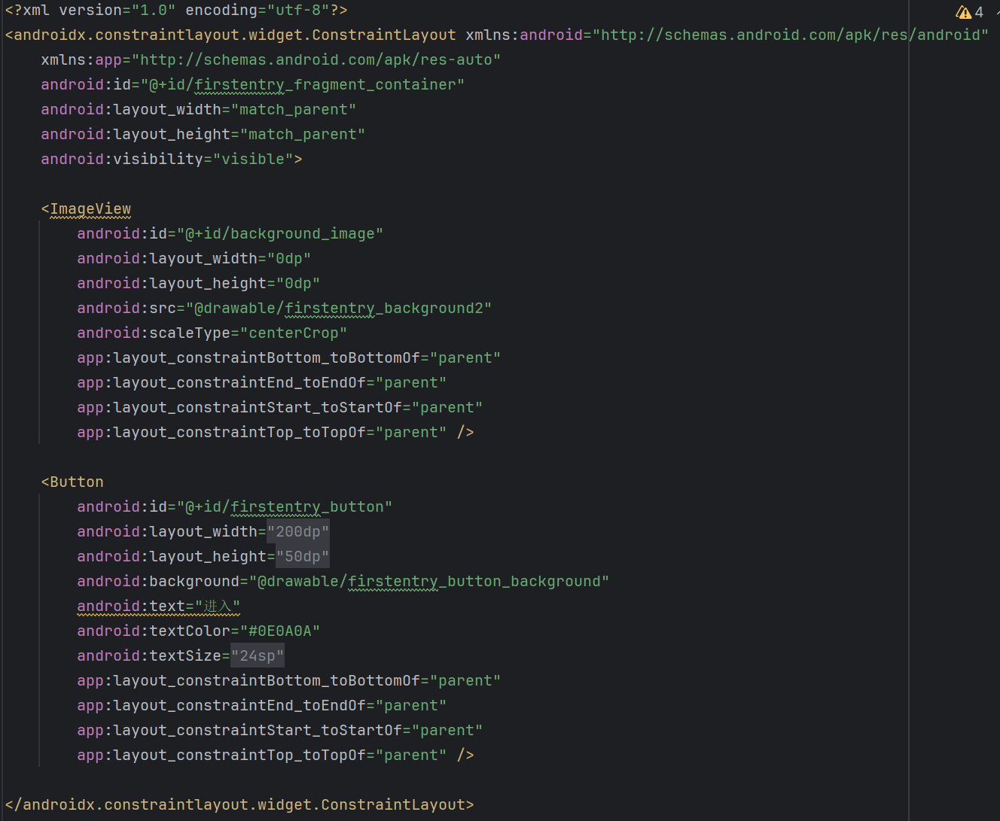 <?xml version="1.0" encoding="utf-8"?>
4
<androidx.constraintlayout.widget.ConstraintLayout xmlns:android="http://schemas.android.com/apk/res/android"
    xmlns:app="http://schemas.android.com/apk/res-auto"
    android:id="@+id/firstentry_fragment_container"
    android:layout_width="match_parent"
    android:layout_height="match_parent"
    android:visibility="visible">
    <ImageView
        android:id="@+id/background_image"
        android:layout_width="0dp"
        android:layout_height="0dp"
        android:src="@drawable/firstentry_background2"
        android:scaleType="centerCrop"
        app:layout_constraintBottom_toBottomOf="parent"
        app:layout_constraintEnd_toEndOf="parent"
        app:layout_constraintStart_toStartOf="parent"
        app:layout_constraintTop_toTopOf="parent" />
    <Button
        android:id="@+id/firstentry_button"
        android:layout_width="200dp"
        android:layout_height="50dp"
        android:background="@drawable/firstentry_button_background"
        android:text="进入"
        android:textColor="#0E0A0A"
        android:textSize="24sp"
        app:layout_constraintBottom_toBottomOf="parent"
        app:layout_constraintEnd_toEndOf="parent"
        app:layout_constraintStart_toStartOf="parent"
        app:layout_constraintTop_toTopOf="parent" />
</androidx.constraintlayout.widget.ConstraintLayout>